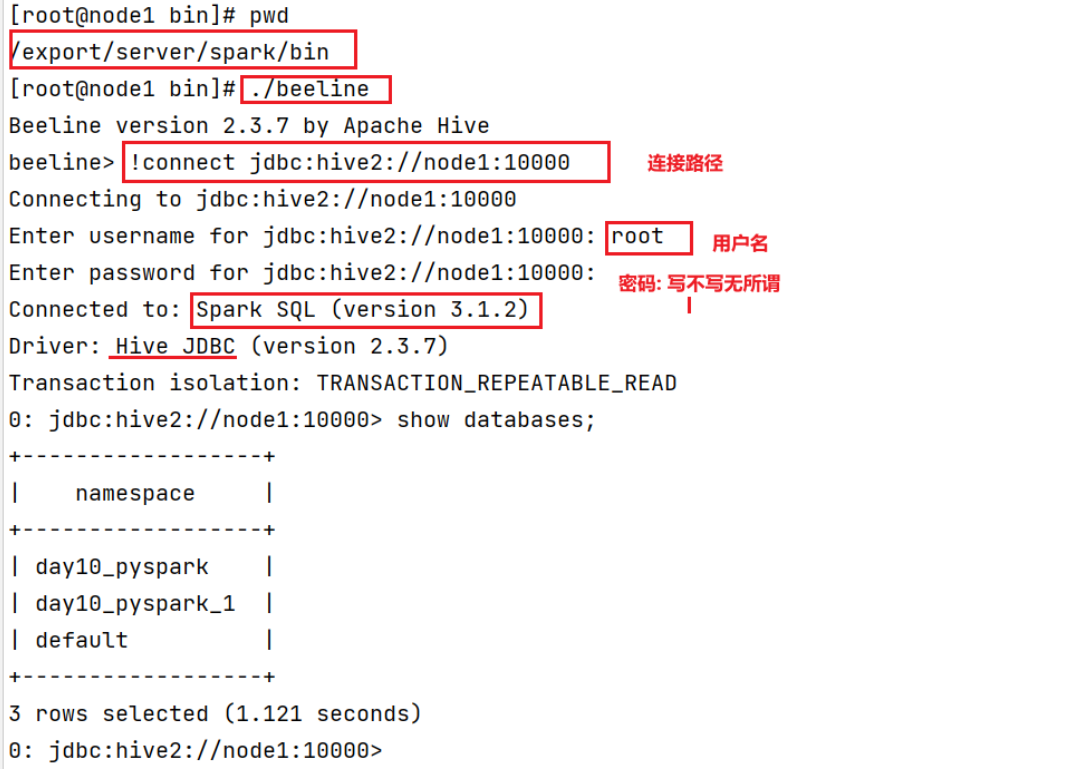 [root@node1 bin]# pwd
/export/server/spark/bin
[root@node1 bin]# ./beeline
Beeline version 2.3.7 by Apache Hive
beeline> !connect jdbc:hive2://node1:10000 连接路径
Connecting to jdbc:hive2://node1:10000
Enter username for jdbc:hive2://node1:10000: root 用户名
Enter password for jdbc:hive2://node1:10000: 密码: 写不写无所谓
Connected to: Spark SQL (version 3.1.2)
Driver: Hive JDBC (version 2.3.7)
Transaction isolation: TRANSACTION_REPEATABLE_READ
0: jdbc:hive2://node1:10000> show databases;
+------------------+
|    namespace     |
+------------------+
| day10_pyspark    |
| day10_pyspark_1  |
| default          |
+------------------+
3 rows selected (1.121 seconds)
0: jdbc:hive2://node1:10000>